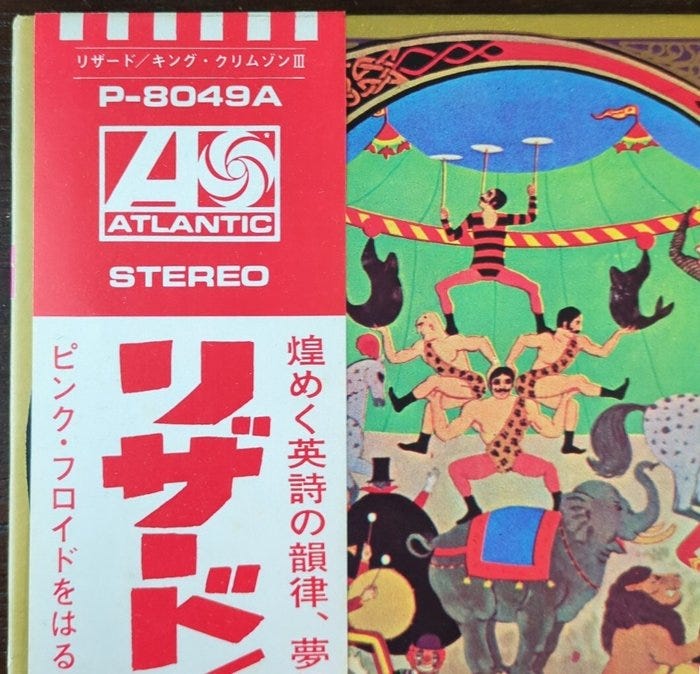 リザード／キング・クリムゾンⅢ
P-8049A
ATLANTIC
STEREO
煌めく英詩の韻律、夢
リザード
ピンク・フロイドをはる